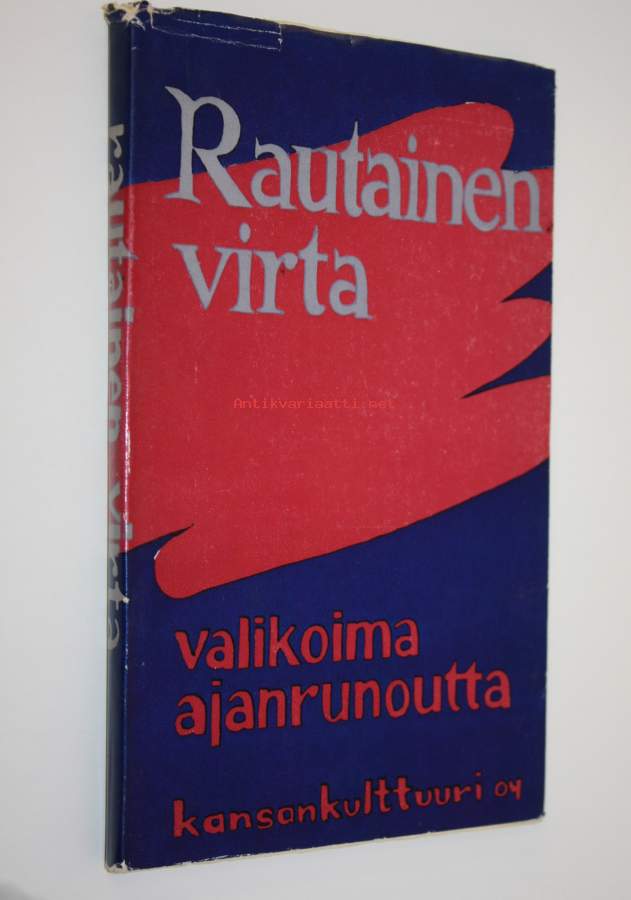 Rautainen
virta
Antikvariaatti.net
valikoima
ajanrunoutta
kansankulttuuri oy
rautainen virta